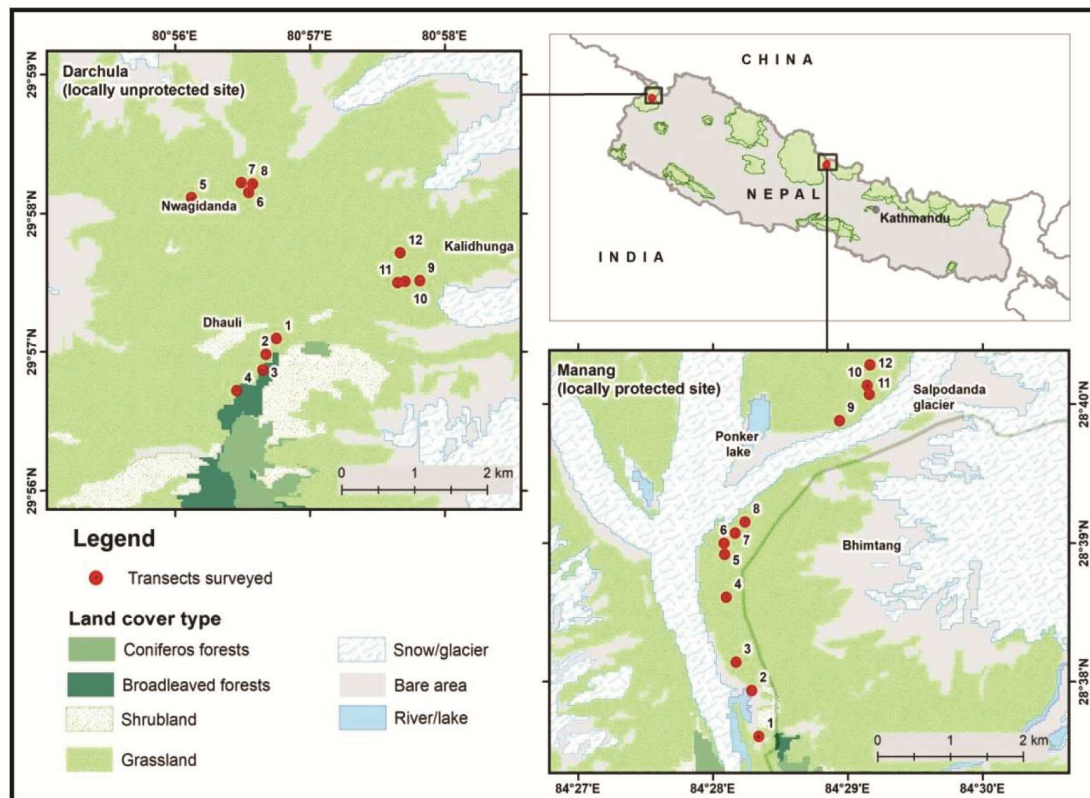 80°56'E 80°57'E 80°58'E
29°59'N
29°58'N
29°57'N
29°56'N
Darchula
(locally unprotected site)
7 8
5
6
Nwagidanda
12
Kalidhunga
11 9
10
Dhauli
1
2
3
4
0 1 2 km
CHINA
NEPAL
Kathmandu
INDIA
Manang
(locally protected site)
12
10
11
9
Salpodanda
glacier
Ponker
lake
8
6
7
5
Bhimtang
4
3
2
1
0 1 2 km
28°40'N
28°39'N
28°38'N
84°27'E 84°28'E 84°29'E 84°30'E
Legend
Transects surveyed
Land cover type
Coniferos forests
Broadleaved forests
Shrubland
Grassland
Snow/glacier
Bare area
River/lake